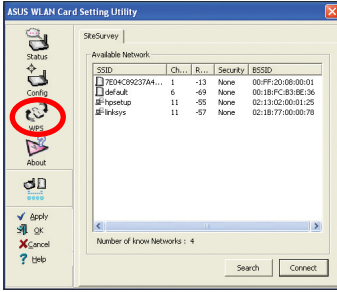 ASUS WLAN Card Setting Utility
Status
Config
WPS
About
Apply
OK
Cancel
Help
SiteSurvey
Available Network
SSID Ch... R... Security BSSID
7E04C89237A4... 1 -13 None 00:FF:20:08:00:01
default 6 -69 None 00:1B:FC:B3:BE:36
hpsetup 11 -55 None 02:13:02:00:01:25
linksys 11 -57 None 02:1B:77:00:00:78
Number of know Networks : 4
Search Connect